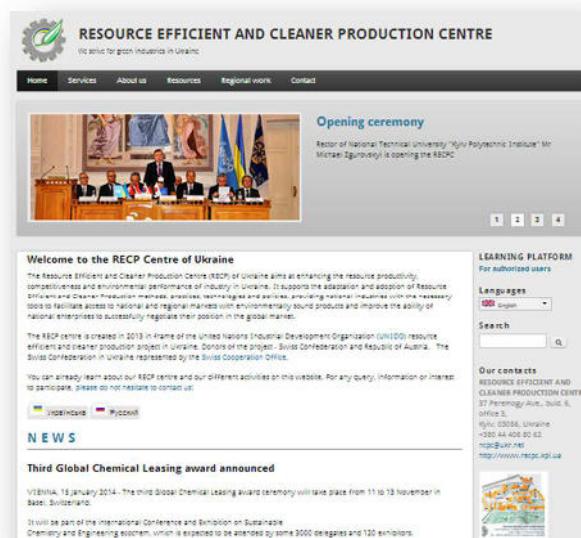 RESOURCE EFFICIENT AND CLEANER PRODUCTION CENTRE
We strive for green industries in Ukraine
Home Services About us Resources Regional work Contact
Opening ceremony
Rector of National Technical University "Kyiv Polytechnic Institute" Mr
Michael Zgurovskyi is opening the RECPC
1 2 3 4
Welcome to the RECP Centre of Ukraine
The Resource Efficient and Cleaner Production Centre (RECP) of Ukraine aims at enhancing the resource productivity,
competitiveness and environmental performance of industry in Ukraine. It supports the adaptation and adoption of Resource
Efficient and Cleaner Production methods, practices, technologies and policies, providing national industries with the necessary
tools to facilitate access to national and regional markets with environmentally sound products and improve the ability of
national enterprises to successfully negotiate their position in the global market.
The RECP centre is created in 2013 in frame of the United Nations Industrial Development Organization (UNIDO) resource
efficient and cleaner production project in Ukraine. Donors of the project - Swiss Confederation and Republic of Austria. The
Swiss Confederation in Ukraine represented by the Swiss Cooperation Office.
You can already learn about our RECP centre and our different activities on this website. For any query, information or interest
to participate, please do not hesitate to contact us!
Українська Русский
NEWS
Third Global Chemical Leasing award announced
VIENNA, 15 January 2014 - The third Global Chemical Leasing award ceremony will take place from 11 to 13 November in
Basel, Switzerland.
It will be part of the International Conference and Exhibition on Sustainable
Chemistry and Engineering ecochem, which is expected to be attended by some 3000 delegates and 120 exhibitors.
LEARNING PLATFORM
For authorized users
Languages
English
Search
Our contacts
RESOURCE EFFICIENT AND
CLEANER PRODUCTION CENTRE
37 Peremogy Ave., build. 6,
office 3,
Kyiv, 03056, Ukraine
+380 44 406 80 62
ncpc@ukr.net
http://www.recpc.kpi.ua